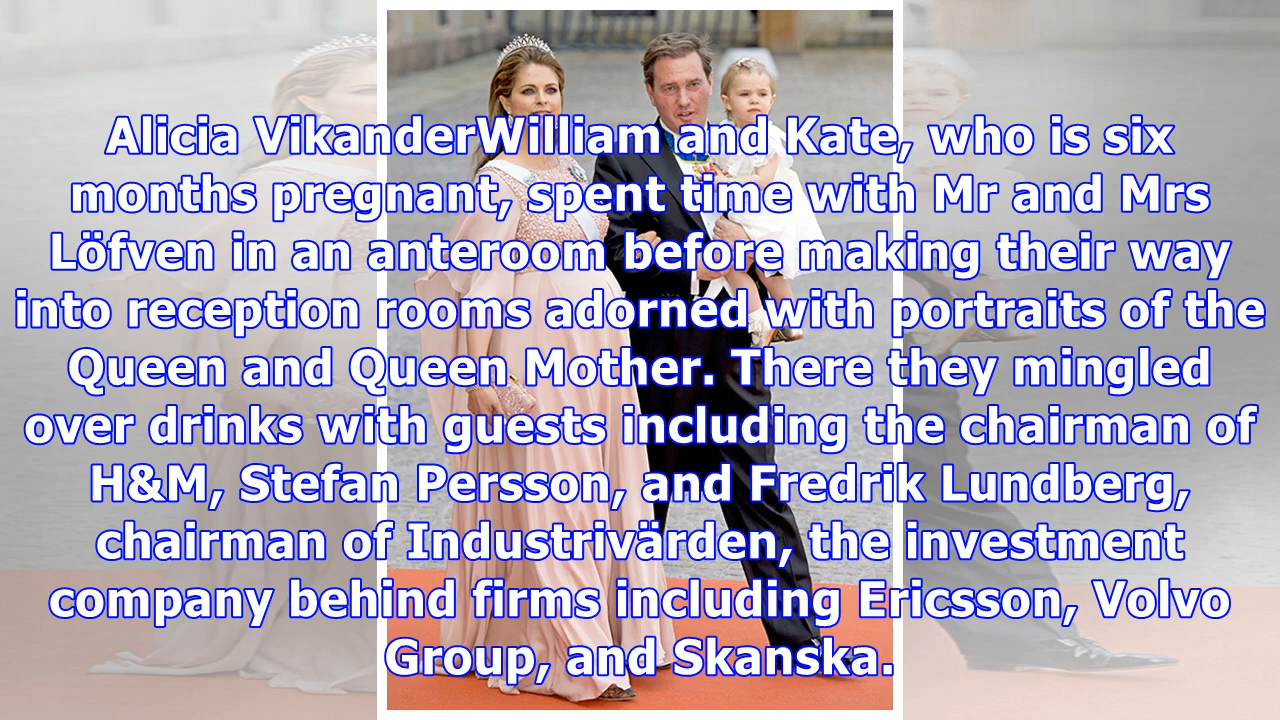 Alicia VikanderWilliam and Kate, who is six
months pregnant, spent time with Mr and Mrs
Löfven in an anteroom before making their way
into reception rooms adorned with portraits of the
Queen and Queen Mother. There they mingled
over drinks with guests including the chairman of
H&M, Stefan Persson, and Fredrik Lundberg,
chairman of Industrivärden, the investment
company behind firms including Ericsson, Volvo
Group, and Skanska.